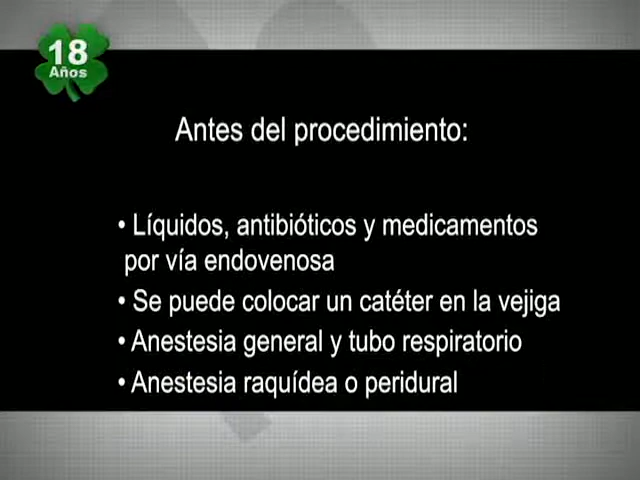 18
Años
Antes del procedimiento:
• Líquidos, antibióticos y medicamentos
por vía endovenosa
• Se puede colocar un catéter en la vejiga
• Anestesia general y tubo respiratorio
• Anestesia raquídea o peridural